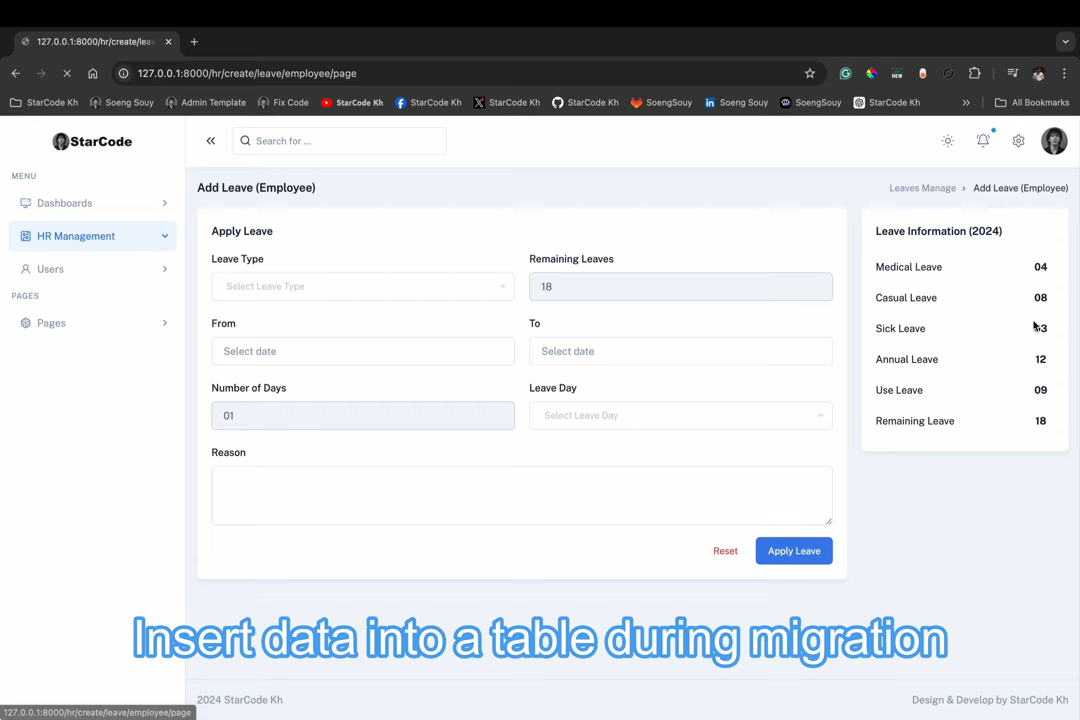 127.0.0.1:8000/hr/create/leav
127.0.0.1:8000/hr/create/leave/employee/page
NEW
StarCode Kh
Soeng Souy
Admin Template
Fix Code
StarCode Kh
StarCode Kh
StarCode Kh
StarCode Kh
SoengSouy
Soeng Souy
SoengSouy
StarCode Kh
All Bookmarks
StarCode
Search for ...
MENU
Dashboards
HR Management
Users
PAGES
Pages
Add Leave (Employee)
Leaves Manage › Add Leave (Employee)
Apply Leave
Leave Type
Remaining Leaves
Select Leave Type
18
From
To
Select date
Select date
Number of Days
Leave Day
01
Select Leave Day
Reason
Reset
Apply Leave
Leave Information (2024)
Medical Leave 04
Casual Leave 08
Sick Leave 3
Annual Leave 12
Use Leave 09
Remaining Leave 18
Insert data into a table during migration
2024 StarCode Kh
Design & Develop by StarCode Kh
127.0.0.1:8000/hr/create/leave/employee/page